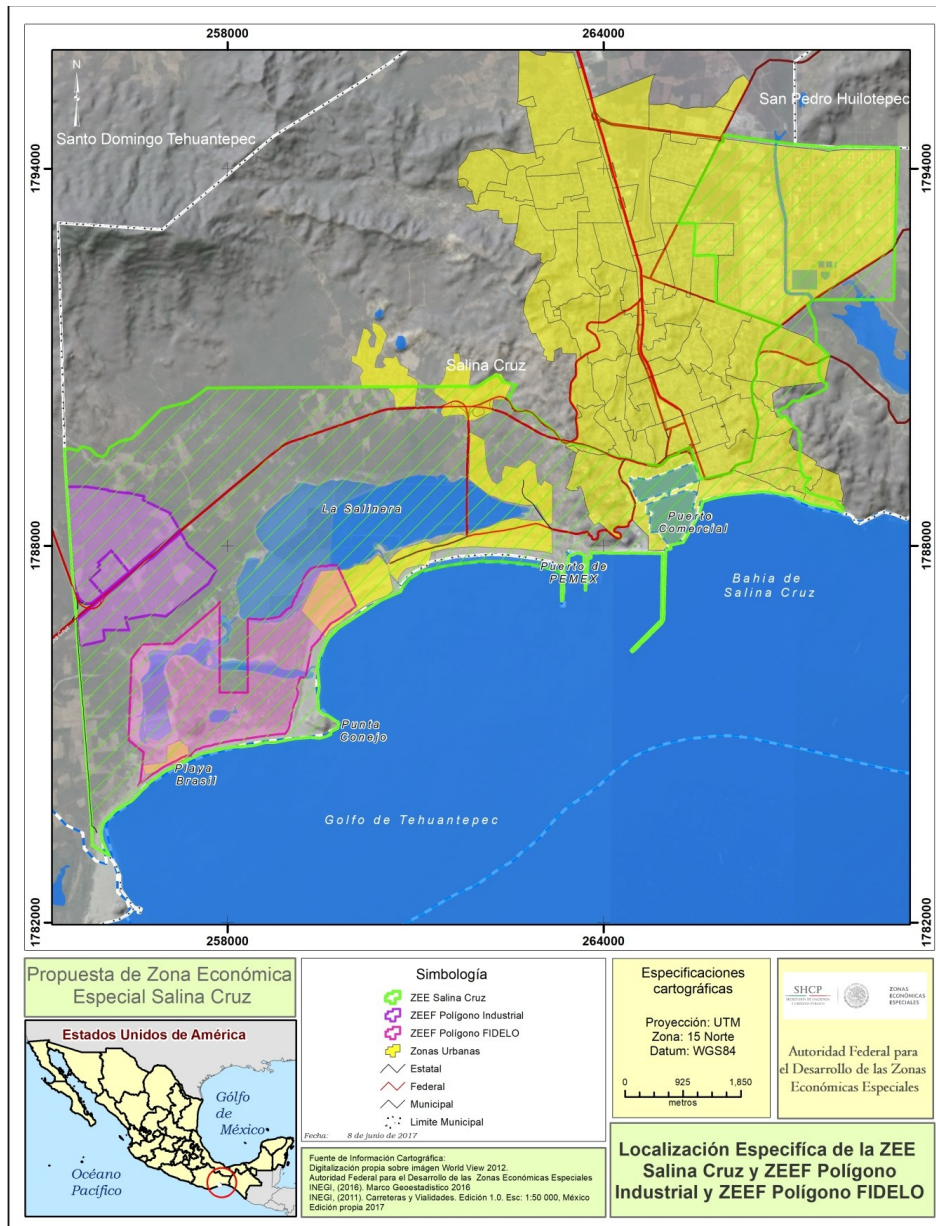 258000
264000
N
San Pedro Huilotepec
Santo Domingo Tehuantepec
1794000
1794000
Salina Cruz
La Salinera
Puerto
Comercial
1788000
1788000
Puerto de
PEMEX
Bahia de
Salina Cruz
Punta
Conejo
Playa
Brasil
Golfo de Tehuantepec
1782000
1782000
258000
264000
Propuesta de Zona Económica
Especial Salina Cruz
Estados Unidos de América
Gólfo
de
México
Océano
Pacífico
Simbología
ZEE Salina Cruz
ZEEF Polígono Industrial
ZEEF Polígono FIDELO
Zonas Urbanas
Estatal
Federal
Municipal
Limite Municipal
Fecha: 8 de junio de 2017
Fuente de Información Cartográfica:
Digitalización propia sobre imágen World View 2012.
Autoridad Federal para el Desarrollo de las Zonas Económicas Especiales
INEGI, (2016). Marco Geoestadistico 2016
INEGI, (2011). Carreteras y Vialidades. Edición 1.0. Esc: 1:50 000, México
Edición propia 2017
Especificaciones
cartográficas
Proyección: UTM
Zona: 15 Norte
Datum: WGS84
0 925 1,850
metros
SHCP
ZONAS
ECONÓMICAS
ESPECIALES
Autoridad Federal para
el Desarrollo de las Zonas
Económicas Especiales
Localización Especifíca de la ZEE
Salina Cruz y ZEEF Polígono
Industrial y ZEEF Polígono FIDELO